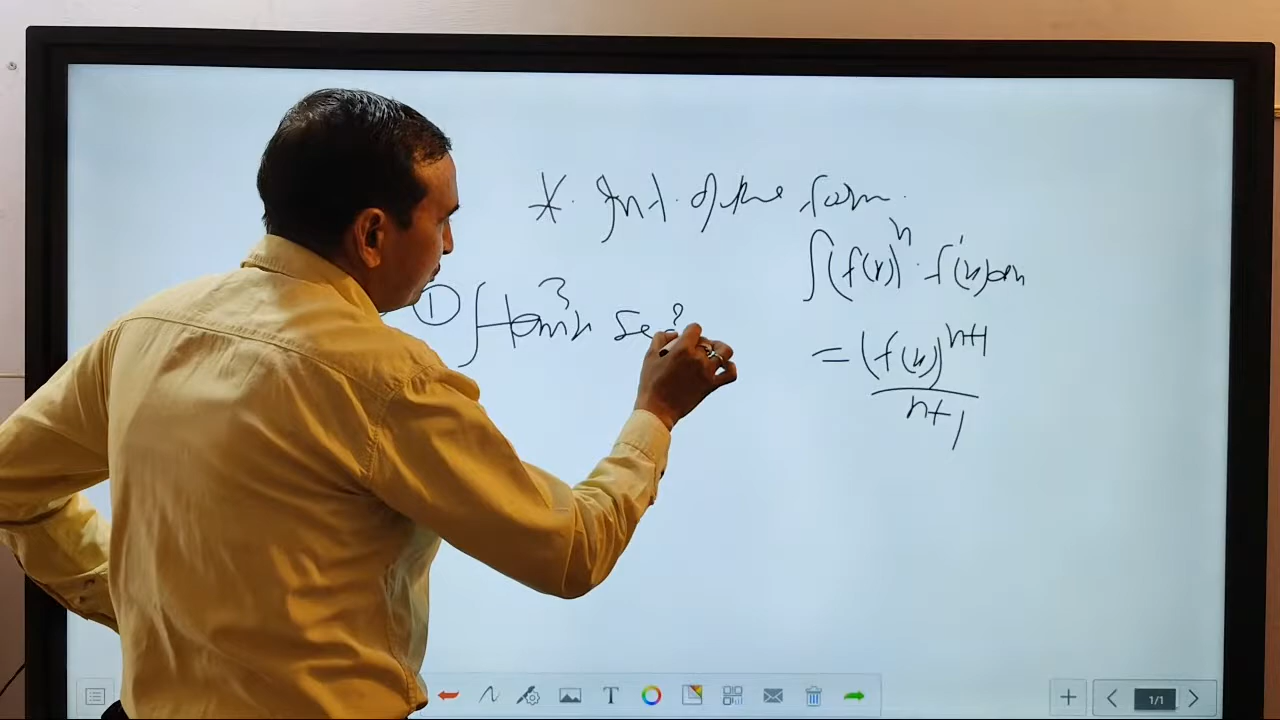 * Int. of the form.
∫(f(x))ⁿ · f'(x) dx
① ∫tan³x sec²
= (f(x))ⁿ⁺¹
n+1
T
1/1